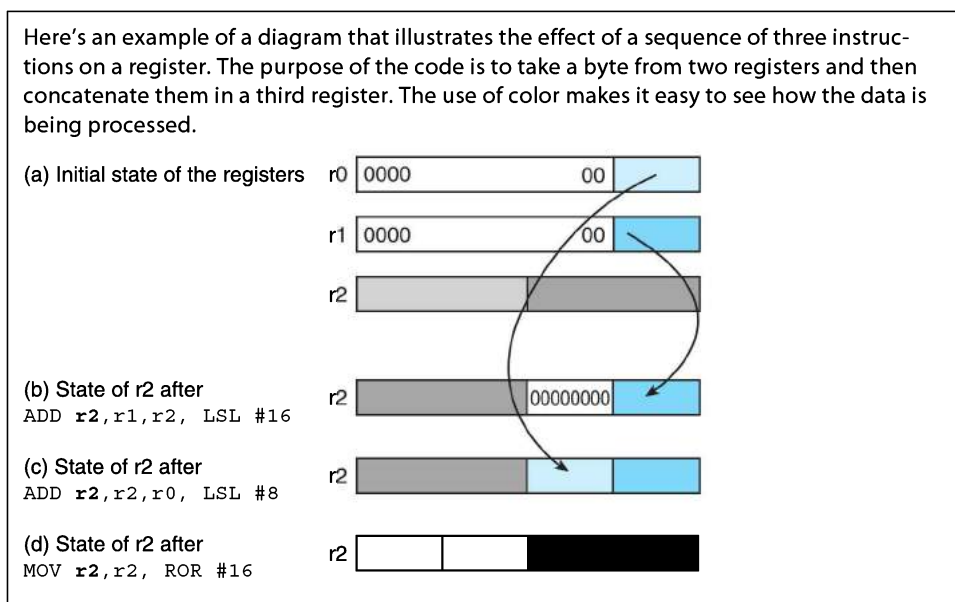 Here's an example of a diagram that illustrates the effect of a sequence of three instruc-
tions on a register. The purpose of the code is to take a byte from two registers and then
concatenate them in a third register. The use of color makes it easy to see how the data is
being processed.
(a) Initial state of the registers r0 0000 00
r1 0000 00
r2
(b) State of r2 after
ADD r2,r1,r2, LSL #16
r2 00000000
(c) State of r2 after
ADD r2,r2,r0, LSL #8
r2
(d) State of r2 after
MOV r2,r2, ROR #16
r2